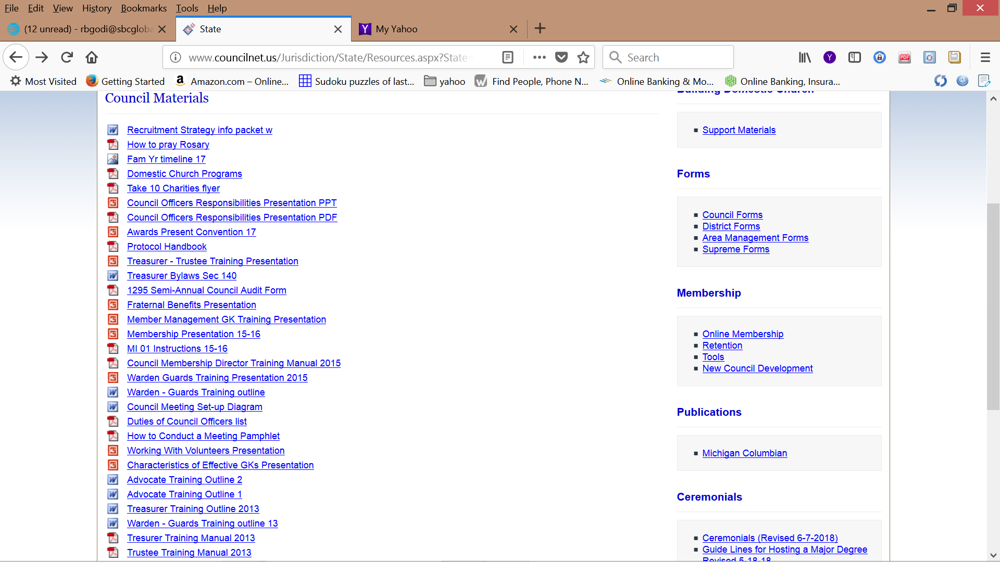 File Edit View History Bookmarks Tools Help
(12 unread) - rbgodi@sbcgloba
State
My Yahoo
www.councilnet.us/Jurisdiction/State/Resources.aspx?State=
Search
Most Visited
Getting Started
Amazon.com – Online...
Sudoku puzzles of last...
yahoo
Find People, Phone N...
Online Banking & Mo...
Online Banking, Insura...
Council Materials
Recruitment Strategy info packet w
How to pray Rosary
Fam Yr timeline 17
Domestic Church Programs
Take 10 Charities flyer
Council Officers Responsibilities Presentation PPT
Council Officers Responsibilities Presentation PDF
Awards Present Convention 17
Protocol Handbook
Treasurer - Trustee Training Presentation
Treasurer Bylaws Sec 140
1295 Semi-Annual Council Audit Form
Fraternal Benefits Presentation
Member Management GK Training Presentation
Membership Presentation 15-16
MI 01 Instructions 15-16
Council Membership Director Training Manual 2015
Warden Guards Training Presentation 2015
Warden - Guards Training outline
Council Meeting Set-up Diagram
Duties of Council Officers list
How to Conduct a Meeting Pamphlet
Working With Volunteers Presentation
Characteristics of Effective GKs Presentation
Advocate Training Outline 2
Advocate Training Outline 1
Treasurer Training Outline 2013
Warden - Guards Training outline 13
Tresurer Training Manual 2013
Trustee Training Manual 2013
Building Domestic Church
Support Materials
Forms
Council Forms
District Forms
Area Management Forms
Supreme Forms
Membership
Online Membership
Retention
Tools
New Council Development
Publications
Michigan Columbian
Ceremonials
Ceremonials (Revised 6-7-2018)
Guide Lines for Hosting a Major Degree
Revised 5-18-18